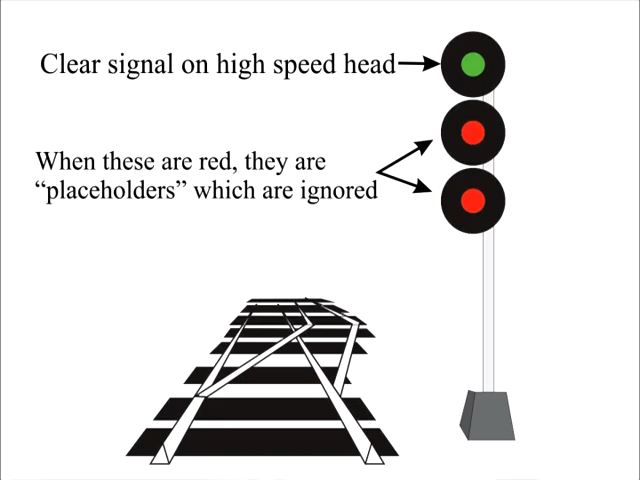 Clear signal on high speed head
When these are red, they are
“placeholders” which are ignored